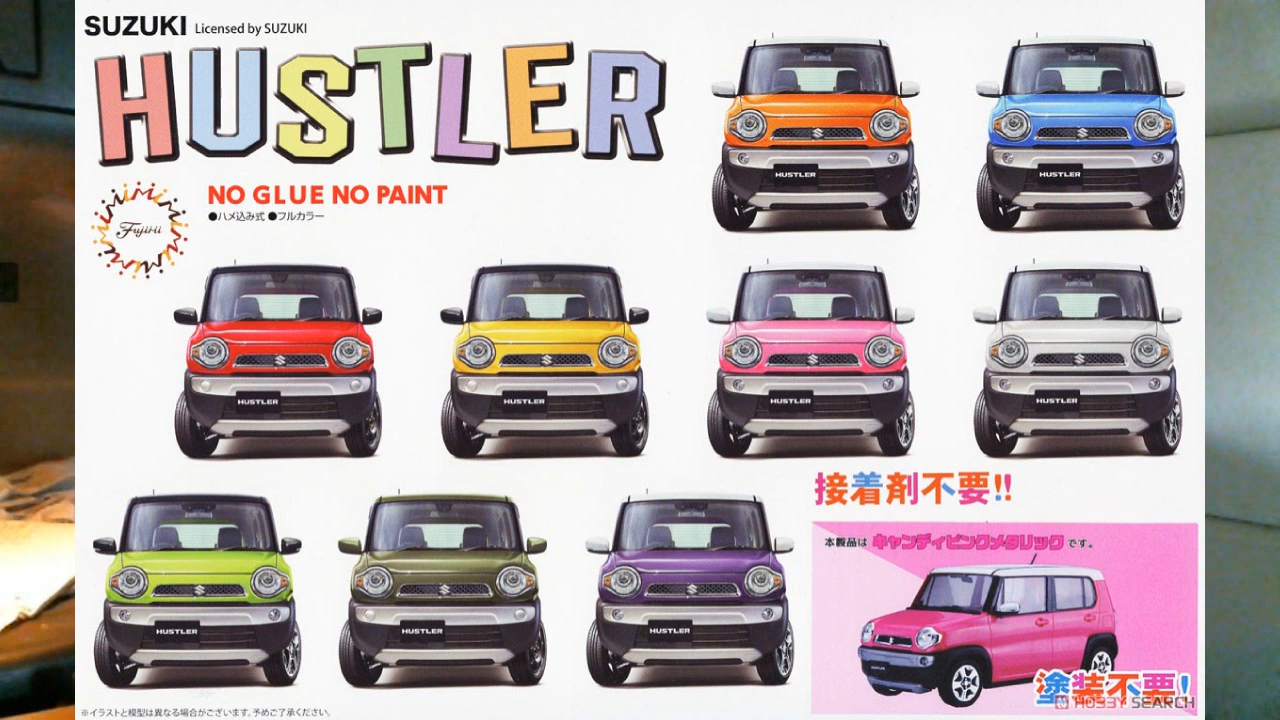 SUZUKI Licensed by SUZUKI
HUSTLER
NO GLUE NO PAINT
●ハメ込み式 ●フルカラー
Fujimi
HUSTLER
HUSTLER
HUSTLER
HUSTLER
HUSTLER
HUSTLER
接着剤不要!!
本製品は キャンディピンクメタリック です。
HUSTLER
HUSTLER
HUSTLER
塗装不要!
HOBBY SEARCH
※イラストと模型は異なる場合がございます。予めご了承ください。